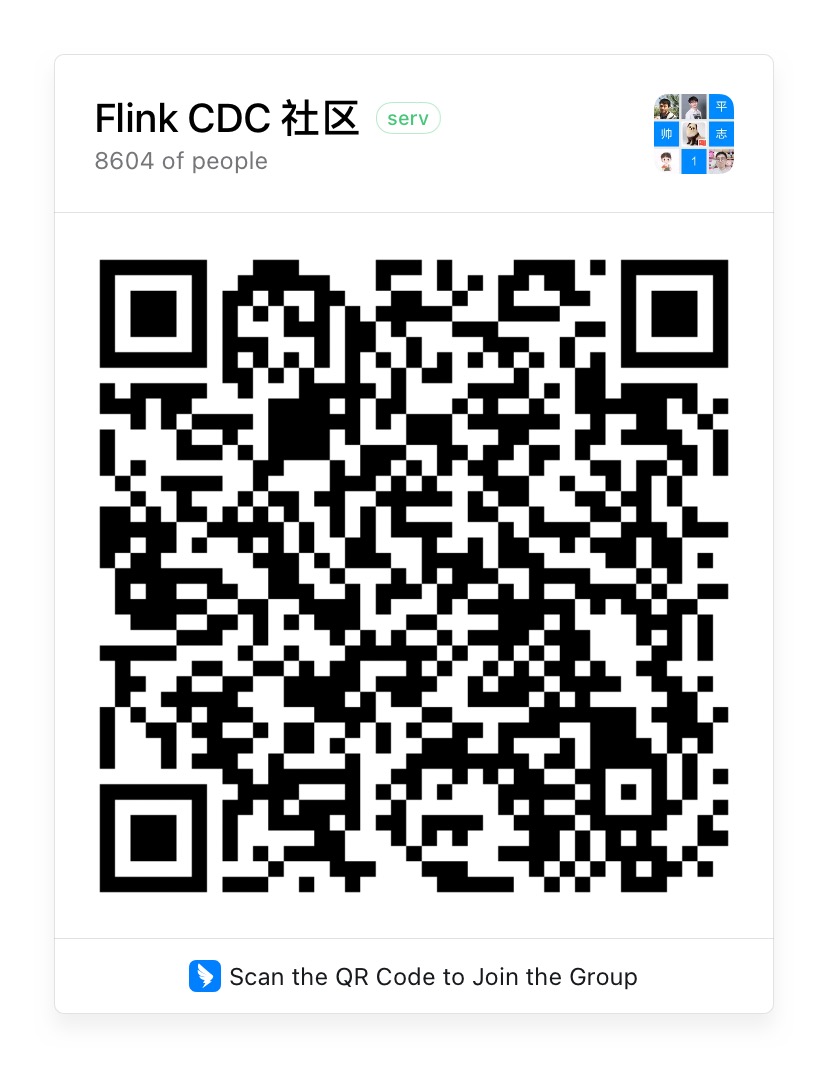 Flink CDC 社区 serv
8604 of people
平
帅 志
1
Scan the QR Code to Join the Group